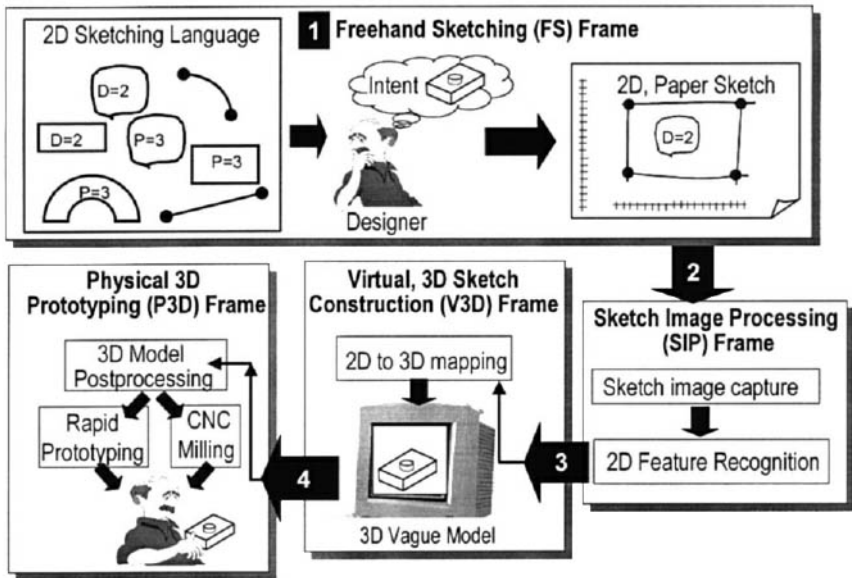 1 Freehand Sketching (FS) Frame
2D Sketching Language
D=2
D=2
P=3
P=3
P=3
Intent
Designer
2D, Paper Sketch
D=2
2
Sketch Image Processing
(SIP) Frame
Sketch image capture
2D Feature Recognition
3
Virtual, 3D Sketch
Construction (V3D) Frame
2D to 3D mapping
3D Vague Model
4
Physical 3D
Prototyping (P3D) Frame
3D Model
Postprocessing
Rapid
Prototyping
CNC
Milling